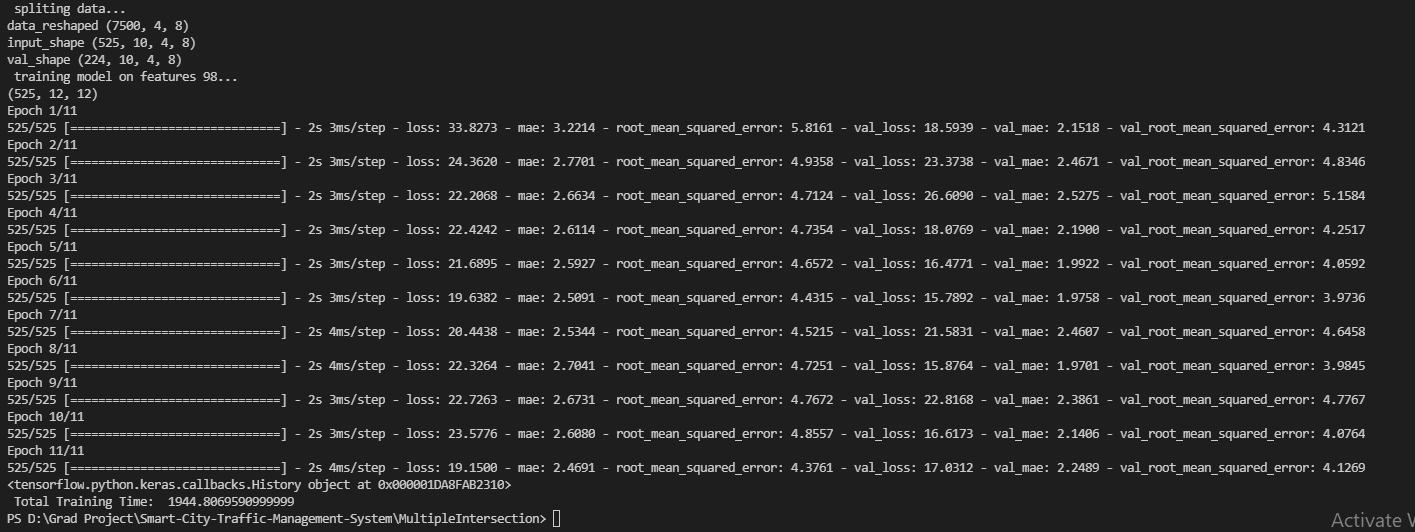 spliting data...
data_reshaped (7500, 4, 8)
input_shape (525, 10, 4, 8)
val_shape (224, 10, 4, 8)
training model on features 98...
(525, 12, 12)
Epoch 1/11
525/525 [==============================] - 2s 3ms/step - loss: 33.8273 - mae: 3.2214 - root_mean_squared_error: 5.8161 - val_loss: 18.5939 - val_mae: 2.1518 - val_root_mean_squared_error: 4.3121
Epoch 2/11
525/525 [==============================] - 2s 3ms/step - loss: 24.3620 - mae: 2.7701 - root_mean_squared_error: 4.9358 - val_loss: 23.3738 - val_mae: 2.4671 - val_root_mean_squared_error: 4.8346
Epoch 3/11
525/525 [==============================] - 2s 3ms/step - loss: 22.2068 - mae: 2.6634 - root_mean_squared_error: 4.7124 - val_loss: 26.6090 - val_mae: 2.5275 - val_root_mean_squared_error: 5.1584
Epoch 4/11
525/525 [==============================] - 2s 3ms/step - loss: 22.4242 - mae: 2.6114 - root_mean_squared_error: 4.7354 - val_loss: 18.0769 - val_mae: 2.1900 - val_root_mean_squared_error: 4.2517
Epoch 5/11
525/525 [==============================] - 2s 3ms/step - loss: 21.6895 - mae: 2.5927 - root_mean_squared_error: 4.6572 - val_loss: 16.4771 - val_mae: 1.9922 - val_root_mean_squared_error: 4.0592
Epoch 6/11
525/525 [==============================] - 2s 3ms/step - loss: 19.6382 - mae: 2.5091 - root_mean_squared_error: 4.4315 - val_loss: 15.7892 - val_mae: 1.9758 - val_root_mean_squared_error: 3.9736
Epoch 7/11
525/525 [==============================] - 2s 4ms/step - loss: 20.4438 - mae: 2.5344 - root_mean_squared_error: 4.5215 - val_loss: 21.5831 - val_mae: 2.4607 - val_root_mean_squared_error: 4.6458
Epoch 8/11
525/525 [==============================] - 2s 4ms/step - loss: 22.3264 - mae: 2.7041 - root_mean_squared_error: 4.7251 - val_loss: 15.8764 - val_mae: 1.9701 - val_root_mean_squared_error: 3.9845
Epoch 9/11
525/525 [==============================] - 2s 3ms/step - loss: 22.7263 - mae: 2.6731 - root_mean_squared_error: 4.7672 - val_loss: 22.8168 - val_mae: 2.3861 - val_root_mean_squared_error: 4.7767
Epoch 10/11
525/525 [==============================] - 2s 3ms/step - loss: 23.5776 - mae: 2.6080 - root_mean_squared_error: 4.8557 - val_loss: 16.6173 - val_mae: 2.1406 - val_root_mean_squared_error: 4.0764
Epoch 11/11
525/525 [==============================] - 2s 4ms/step - loss: 19.1500 - mae: 2.4691 - root_mean_squared_error: 4.3761 - val_loss: 17.0312 - val_mae: 2.2489 - val_root_mean_squared_error: 4.1269
<tensorflow.python.keras.callbacks.History object at 0x000001DA8FAB2310>
Total Training Time:  1944.8069590999999
PS D:\Grad Project\Smart-City-Traffic-Management-System\MultipleIntersection>
Activate